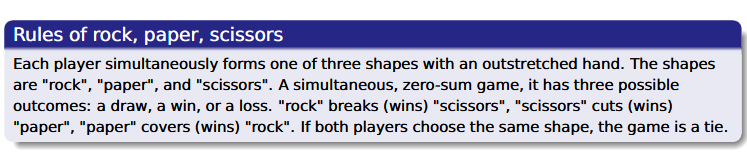 Rules of rock, paper, scissors
Each player simultaneously forms one of three shapes with an outstretched hand. The shapes
are "rock", "paper", and "scissors". A simultaneous, zero-sum game, it has three possible
outcomes: a draw, a win, or a loss. "rock" breaks (wins) "scissors", "scissors" cuts (wins)
"paper", "paper" covers (wins) "rock". If both players choose the same shape, the game is a tie.